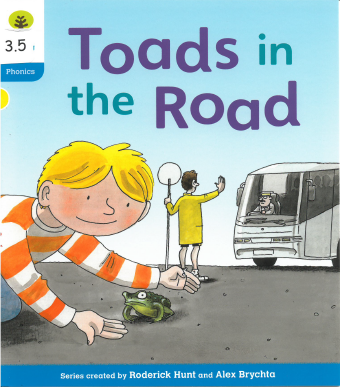 3.5
Phonics
Toads in
the Road
Series created by Roderick Hunt and Alex Brychta